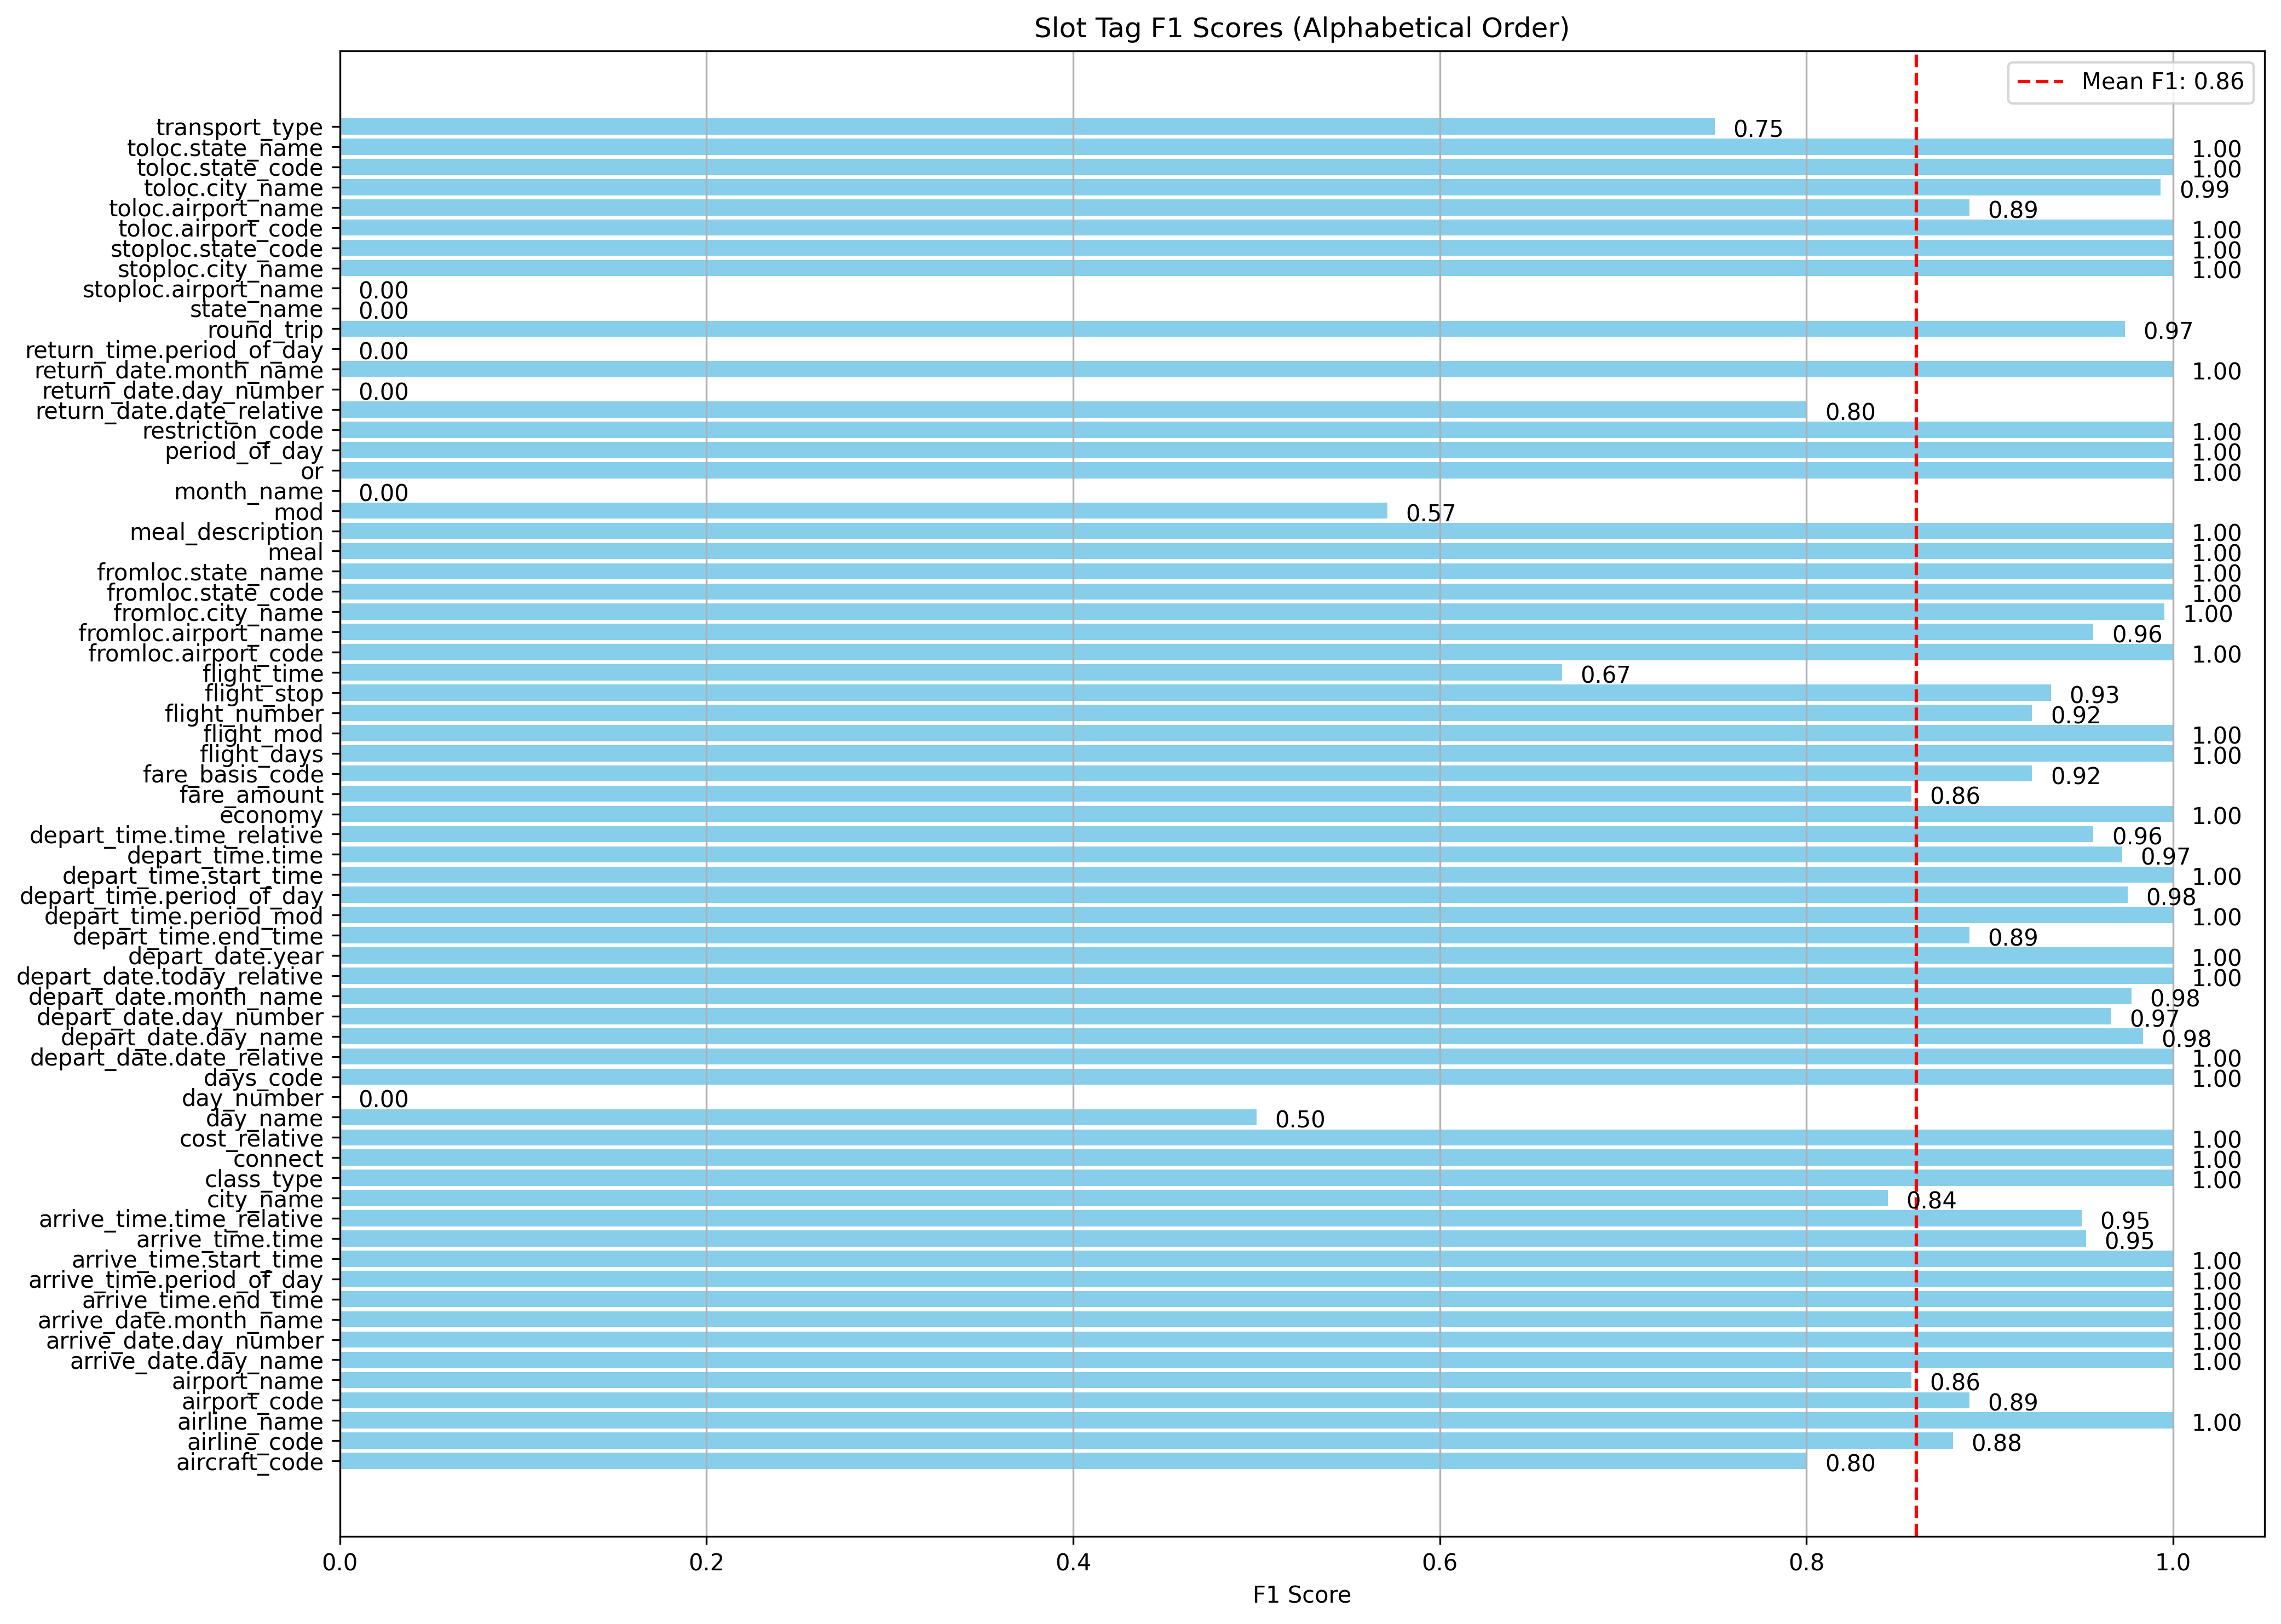 Slot Tag F1 Scores (Alphabetical Order)
Mean F1: 0.86
transport_type 0.75
toloc.state_name 1.00
toloc.state_code 1.00
toloc.city_name 0.99
toloc.airport_name 0.89
toloc.airport_code 1.00
stoploc.state_code 1.00
stoploc.city_name 1.00
stoploc.airport_name 0.00
state_name 0.00
round_trip 0.97
return_time.period_of_day 0.00
return_date.month_name 1.00
return_date.day_number 0.00
return_date.date_relative 0.80
restriction_code 1.00
period_of_day 1.00
or 1.00
month_name 0.00
mod 0.57
meal_description 1.00
meal 1.00
fromloc.state_name 1.00
fromloc.state_code 1.00
fromloc.city_name 1.00
fromloc.airport_name 0.96
fromloc.airport_code 1.00
flight_time 0.67
flight_stop 0.93
flight_number 0.92
flight_mod 1.00
flight_days 1.00
fare_basis_code 0.92
fare_amount 0.86
economy 1.00
depart_time.time_relative 0.96
depart_time.time 0.97
depart_time.start_time 1.00
depart_time.period_of_day 0.98
depart_time.period_mod 1.00
depart_time.end_time 0.89
depart_date.year 1.00
depart_date.today_relative 1.00
depart_date.month_name 0.98
depart_date.day_number 0.97
depart_date.day_name 0.98
depart_date.date_relative 1.00
days_code 1.00
day_number 0.00
day_name 0.50
cost_relative 1.00
connect 1.00
class_type 1.00
city_name 0.84
arrive_time.time_relative 0.95
arrive_time.time 0.95
arrive_time.start_time 1.00
arrive_time.period_of_day 1.00
arrive_time.end_time 1.00
arrive_date.month_name 1.00
arrive_date.day_number 1.00
arrive_date.day_name 1.00
airport_name 0.86
airport_code 0.89
airline_name 1.00
airline_code 0.88
aircraft_code 0.80
0.0 0.2 0.4 0.6 0.8 1.0
F1 Score